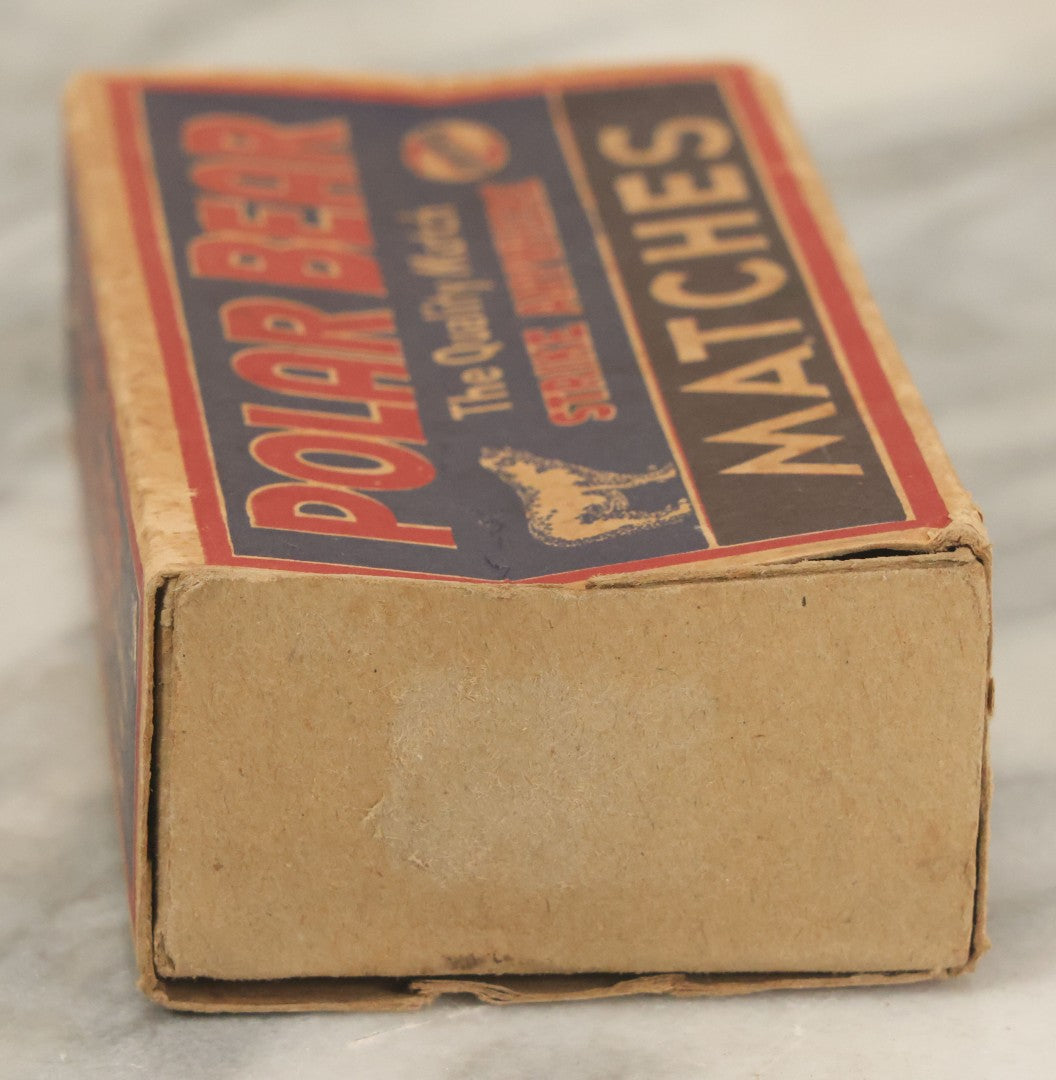 POLAR BEAR
The Quality Match
STRIKE ANYWHERE
MATCHES